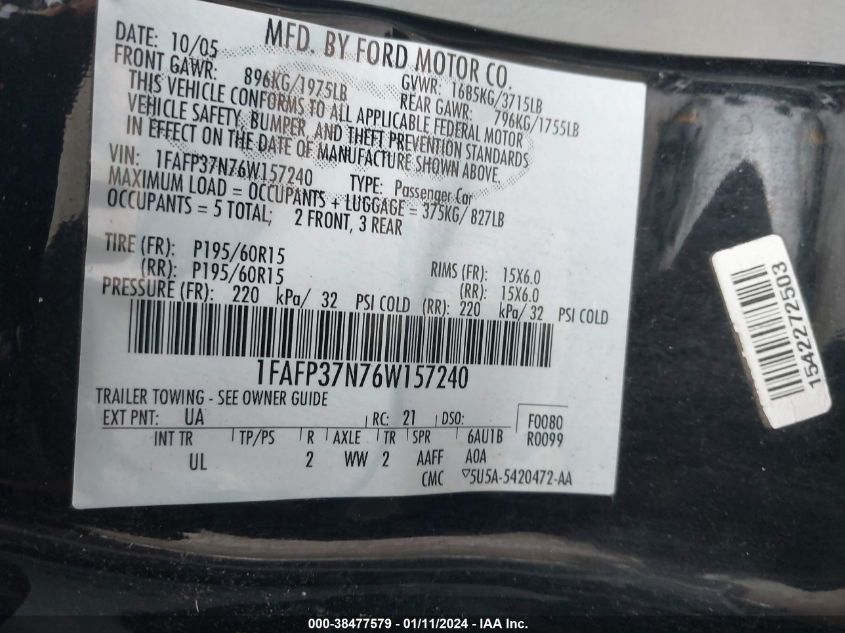 MFD. BY FORD MOTOR CO.
DATE: 10/05 GVWR: 1685KG/3715LB
FRONT GAWR: 896KG/1975LB REAR GAWR: 796KG/1755LB
THIS VEHICLE CONFORMS TO ALL APPLICABLE FEDERAL MOTOR
VEHICLE SAFETY, BUMPER, AND THEFT PREVENTION STANDARDS
IN EFFECT ON THE DATE OF MANUFACTURE SHOWN ABOVE.
VIN: 1FAFP37N76W157240 TYPE: Passenger Car
MAXIMUM LOAD = OCCUPANTS + LUGGAGE = 375KG/ 827LB
OCCUPANTS = 5 TOTAL; 2 FRONT, 3 REAR
TIRE (FR): P195/60R15 RIMS (FR): 15X6.0
(RR): P195/60R15 (RR): 15X6.0
PRESSURE (FR): 220 kPa/ 32 PSI COLD (RR): 220 kPa/ 32 PSI COLD
1FAFP37N76W157240
TRAILER TOWING - SEE OWNER GUIDE
EXT PNT: UA RC: 21 DSO: F0080
INT TR TP/PS R AXLE TR SPR 6AU1B R0099
UL 2 WW 2 AAFF A0A
CMC ▽5U5A-5420472-AA
1542272503
000-38477579 - 01/11/2024 - IAA Inc.